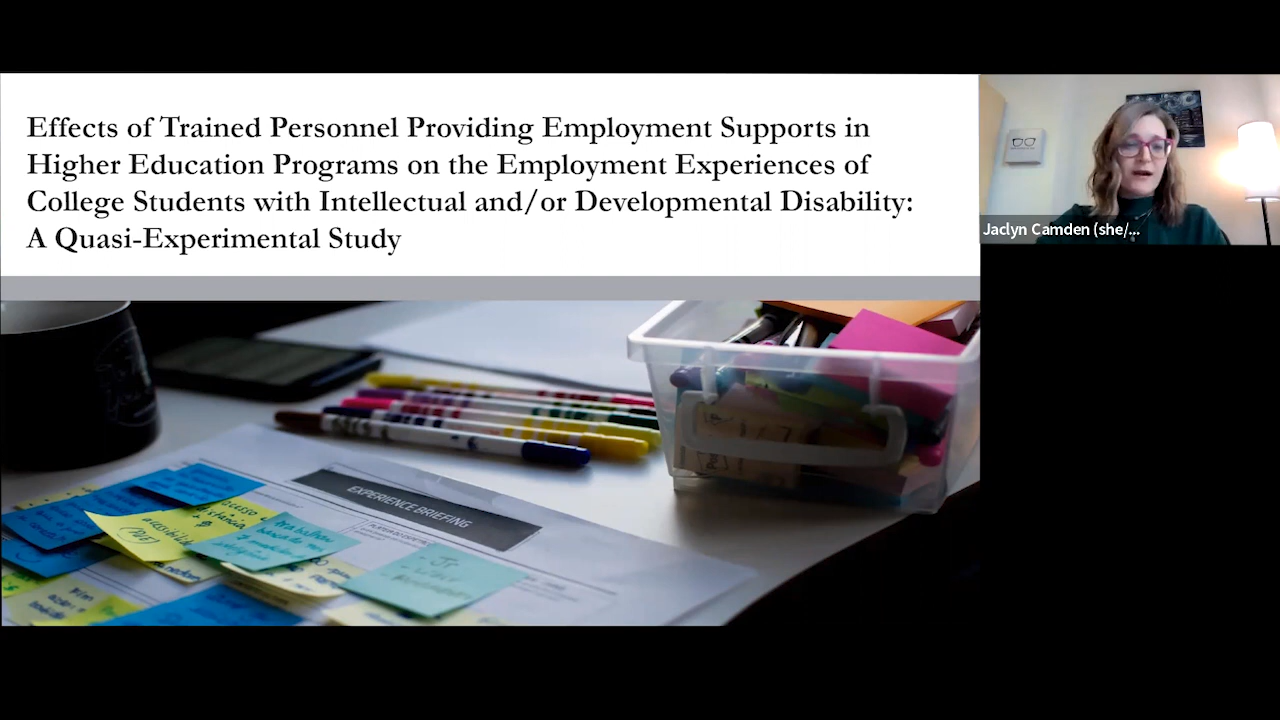 Effects of Trained Personnel Providing Employment Supports in
Higher Education Programs on the Employment Experiences of
College Students with Intellectual and/or Developmental Disability:
A Quasi-Experimental Study
Jaclyn Camden (she/...
EXPERIENCE BRIEFING